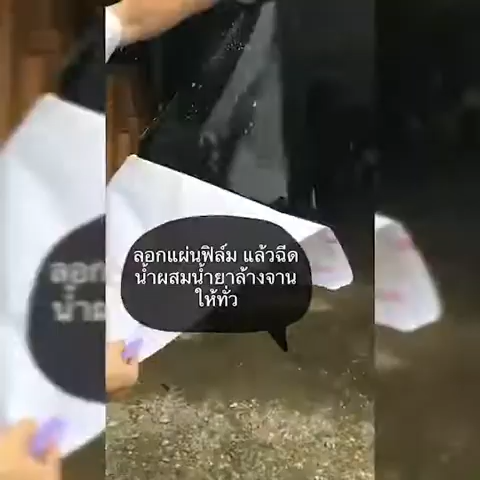 ลอกแผ่นฟิล์ม แล้วฉีด
น้ำผสมน้ำยาล้างจาน
ให้ทั่ว